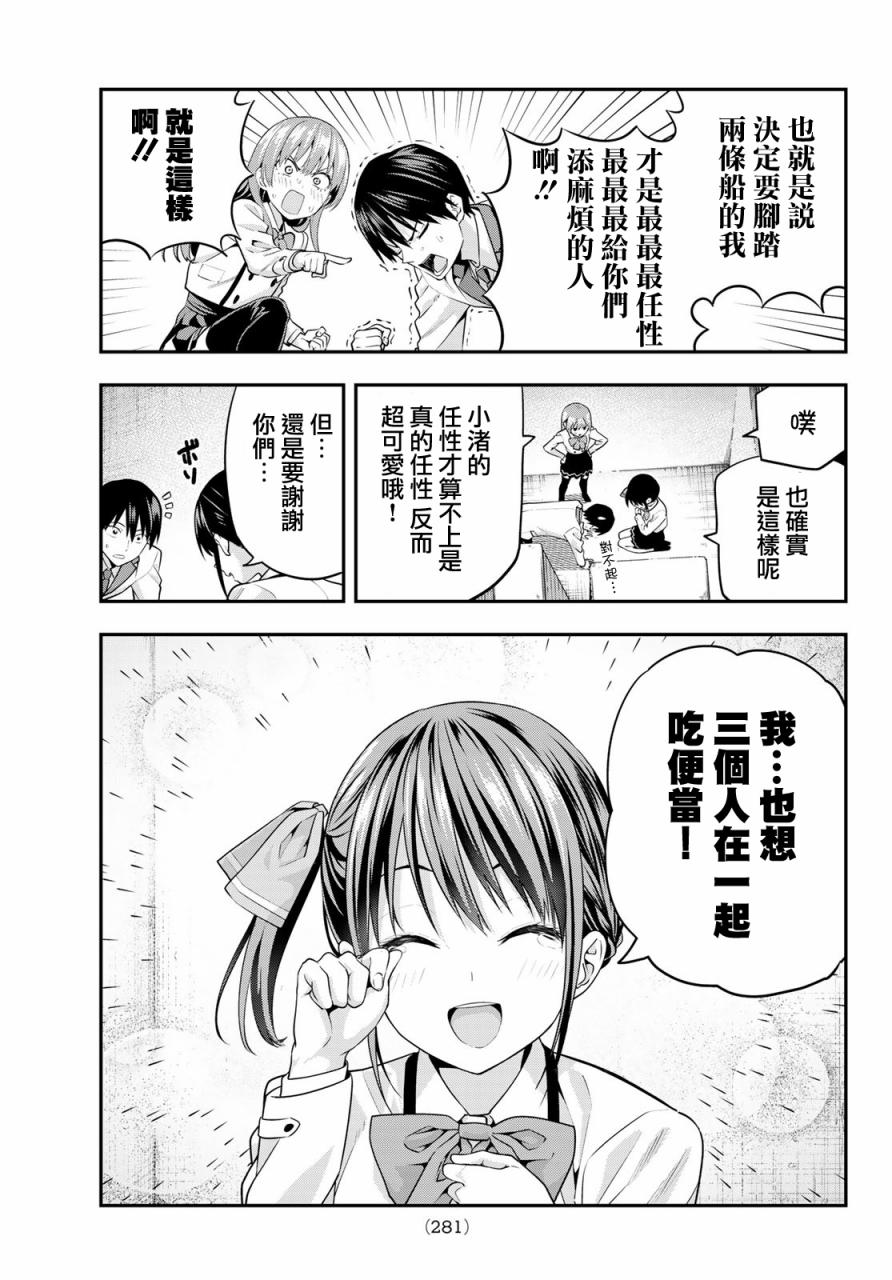 也就是說
決定要腳踏
兩條船的我
才是最最最任性
最最最給你們
添麻煩的人
啊!!
就是這樣
啊!!
噗
也確實
是這樣呢
對不起…
小渚的
任性才算不上是
真的任性 反而
超可愛哦！
但…
還是要謝謝
你們…
ボソ
我…也想
三個人在一起
吃便當！
(281)